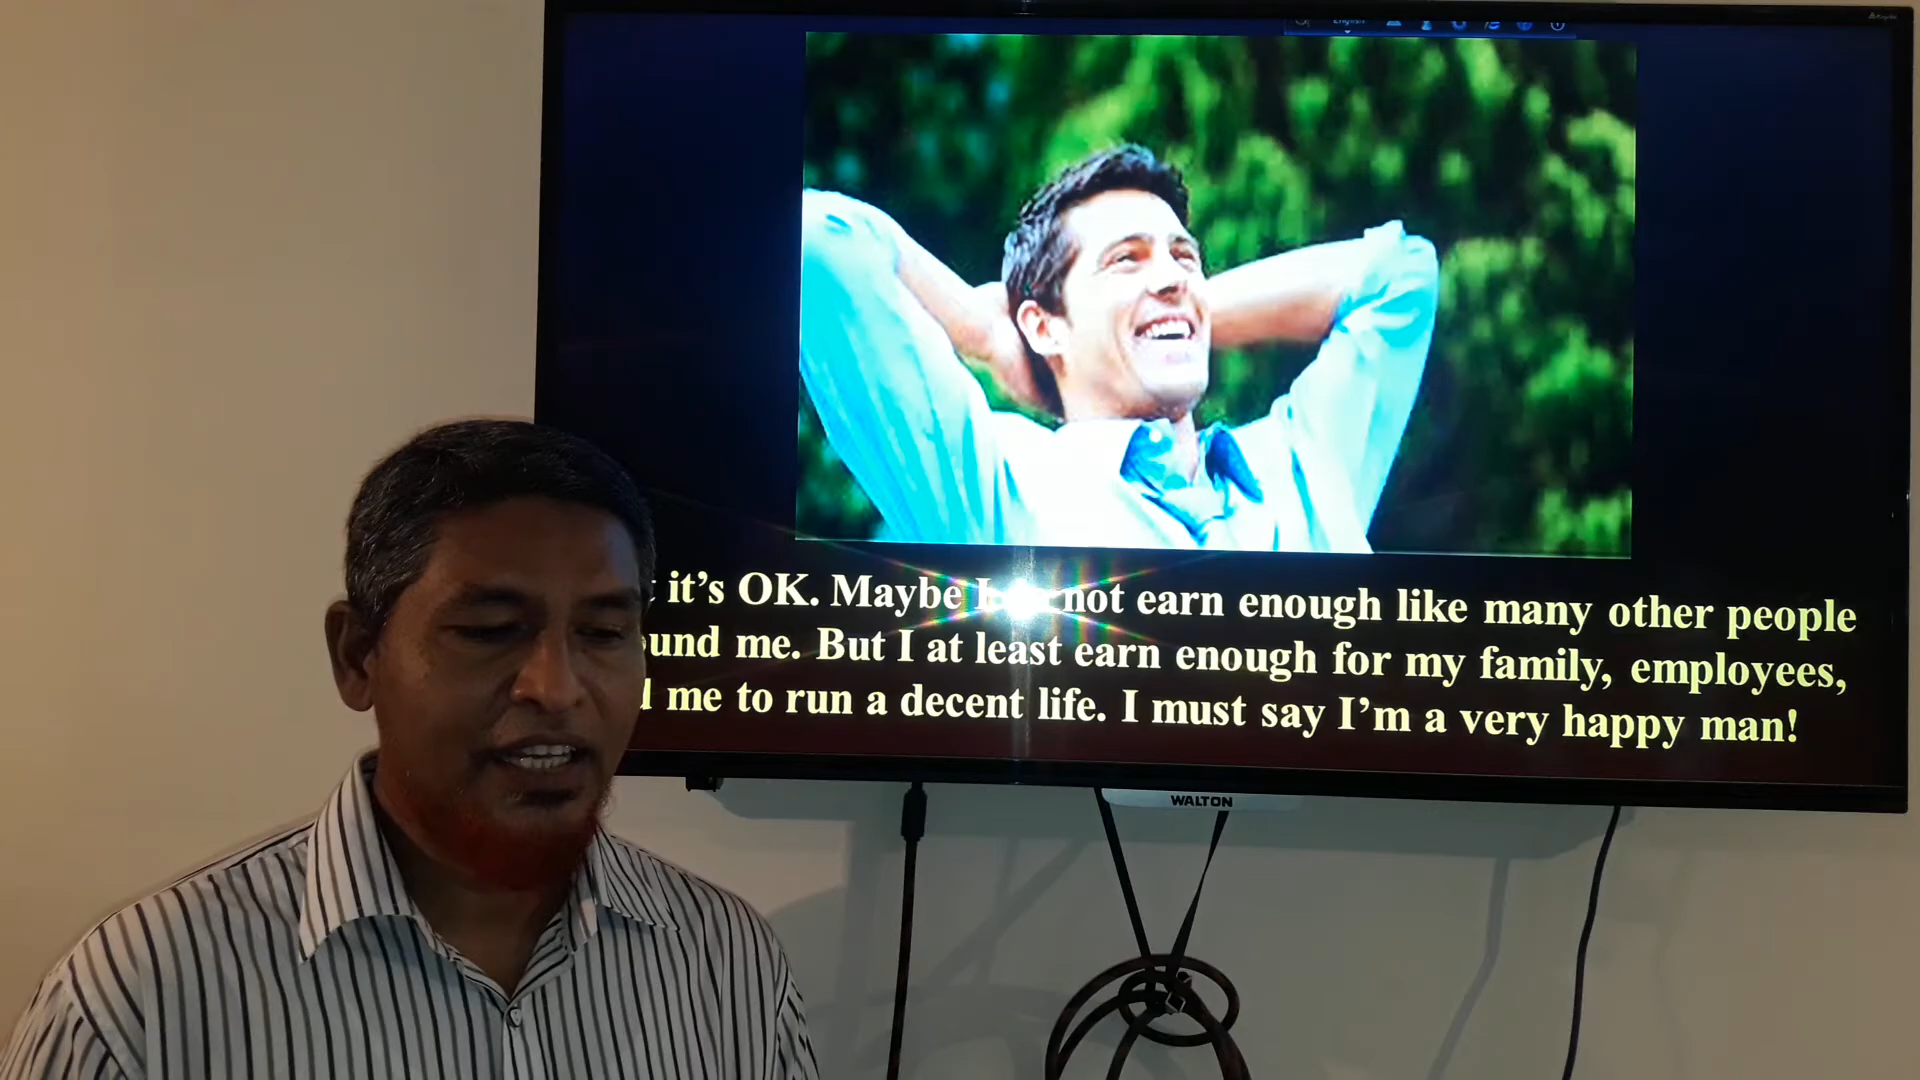 English
it's OK. Maybe I not earn enough like many other people
me. But I at least earn enough for my family, employees,
me to run a decent life. I must say I'm a very happy man!
WALTON